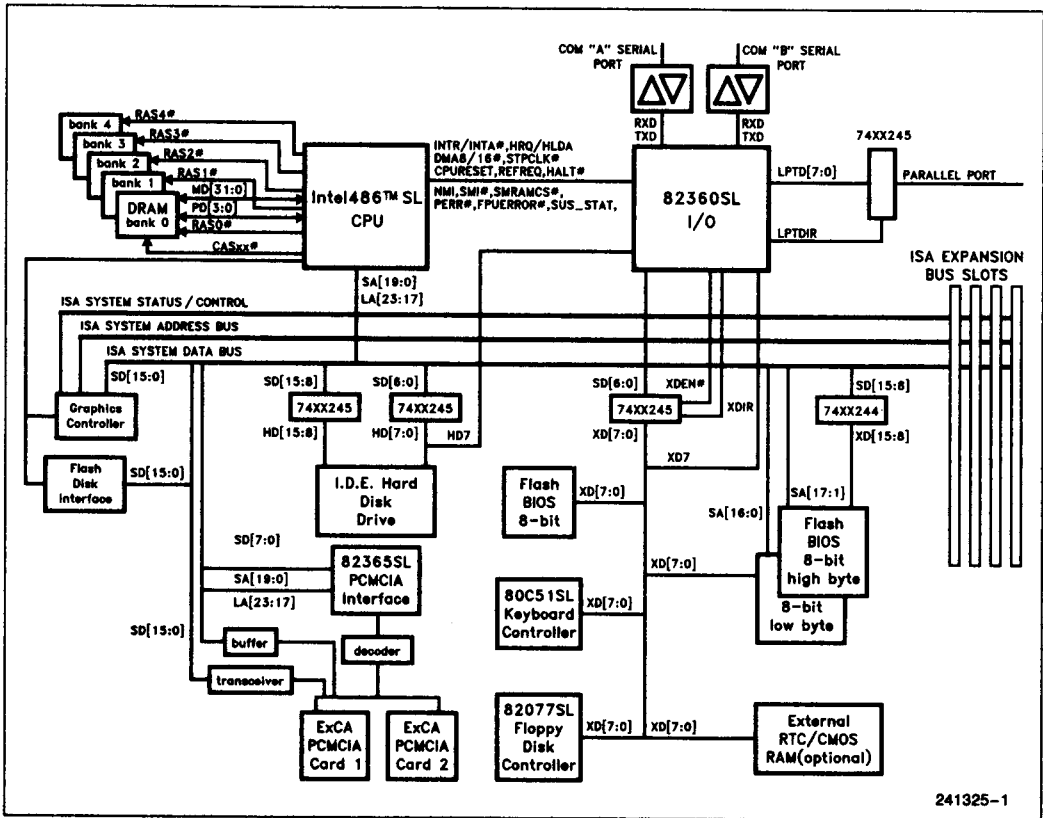 COM "A" SERIAL
PORT
COM "B" SERIAL
PORT
RXD
TXD
RXD
TXD
74XX245
bank 4
bank 3
bank 2
bank 1
DRAM
bank 0
RAS4#
RAS3#
RAS2#
RAS1#
MD[31:0]
PD[3:0]
RAS0#
CASxx#
Intel486™ SL
CPU
INTR/INTA#,HRQ/HLDA
DMA8/16#,STPCLK#
CPURESET,REFREQ,HALT#
NMI,SMI#,SMRAMCS#,
PERR#,FPUERROR#,SUS_STAT,
82360SL
I/O
LPTD[7:0]
PARALLEL PORT
LPTDIR
ISA EXPANSION
BUS SLOTS
SA[19:0]
LA[23:17]
ISA SYSTEM STATUS/CONTROL
ISA SYSTEM ADDRESS BUS
ISA SYSTEM DATA BUS
SD[15:0]
SD[15:8]
SD[6:0]
SD[6:0]
XDEN#
XDIR
SD[15:8]
Graphics
Controller
74XX245
74XX245
74XX245
74XX244
HD[15:8]
HD[7:0]
HD7
XD[7:0]
XD[15:8]
XD7
Flash
Disk
Interface
SD[15:0]
I.D.E. Hard
Disk
Drive
Flash
BIOS
8-bit
XD[7:0]
SA[17:1]
SA[16:0]
Flash
BIOS
8-bit
high byte
8-bit
low byte
SD[7:0]
SA[19:0]
LA[23:17]
82365SL
PCMCIA
Interface
XD[7:0]
80C51SL
Keyboard
Controller
XD[7:0]
SD[15:0]
buffer
decoder
transceiver
ExCA
PCMCIA
Card 1
ExCA
PCMCIA
Card 2
82077SL
Floppy
Disk
Controller
XD[7:0]
XD[7:0]
External
RTC/CMOS
RAM(optional)
241325-1